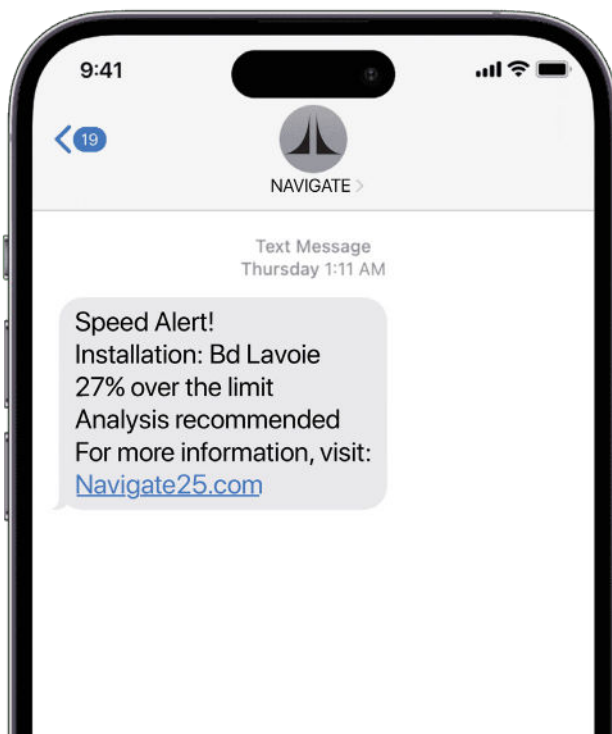 9:41
19
NAVIGATE
Text Message
Thursday 1:11 AM
Speed Alert!
Installation: Bd Lavoie
27% over the limit
Analysis recommended
For more information, visit:
Navigate25.com